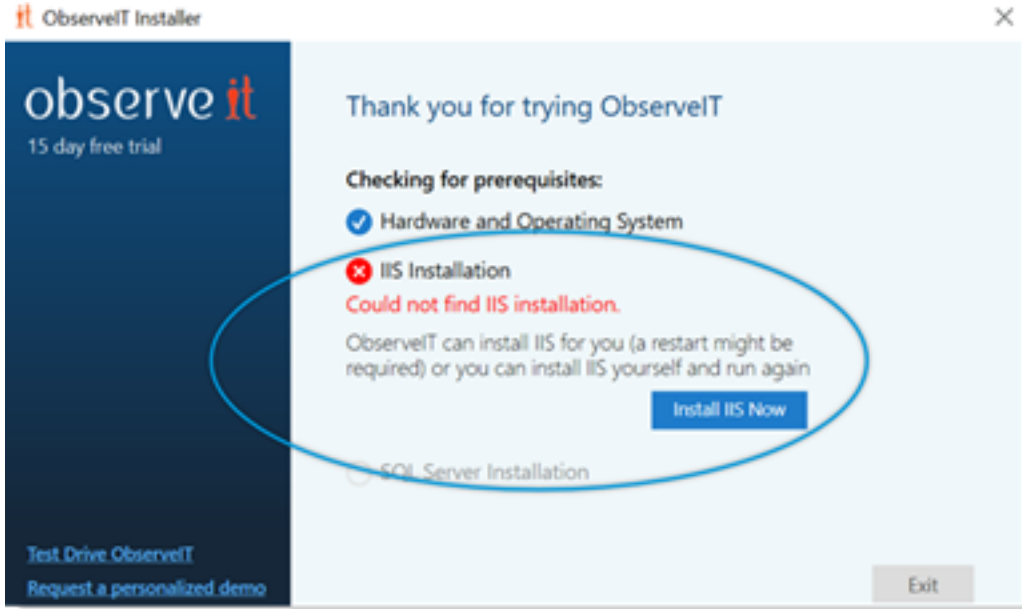 it ObserveIT Installer
observe it
15 day free trial
Thank you for trying ObserveIT
Checking for prerequisites:
Hardware and Operating System
IIS Installation
Could not find IIS installation.
ObserveIT can install IIS for you (a restart might be
required) or you can install IIS yourself and run again
Install IIS Now
SQL Server Installation
Test Drive ObserveIT
Request a personalized demo
Exit